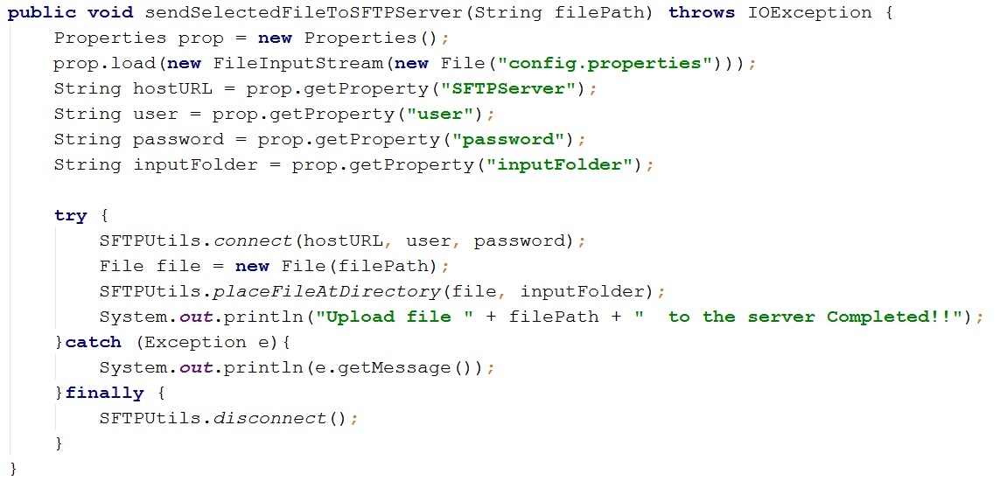 public void sendSelectedFileToSFTPServer(String filePath) throws IOException {
    Properties prop = new Properties();
    prop.load(new FileInputStream(new File("config.properties")));
    String hostURL = prop.getProperty("SFTPServer");
    String user = prop.getProperty("user");
    String password = prop.getProperty("password");
    String inputFolder = prop.getProperty("inputFolder");

    try {
        SFTPUtils.connect(hostURL, user, password);
        File file = new File(filePath);
        SFTPUtils.placeFileAtDirectory(file, inputFolder);
        System.out.println("Upload file " + filePath + "  to the server Completed!!");
    }catch (Exception e){
        System.out.println(e.getMessage());
    }finally {
        SFTPUtils.disconnect();
    }
}